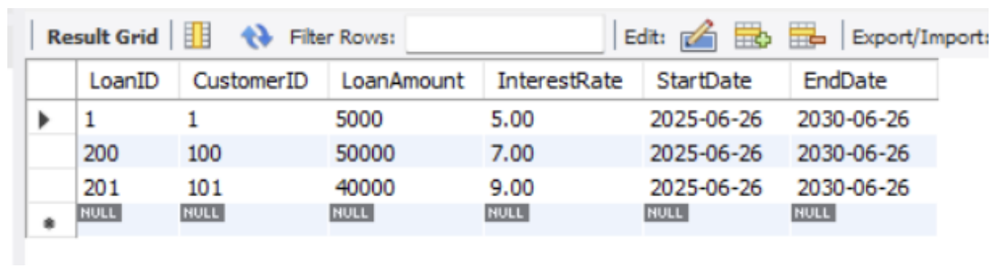 Result Grid Filter Rows: Edit: Export/Import:
LoanID CustomerID LoanAmount InterestRate StartDate EndDate
1 1 5000 5.00 2025-06-26 2030-06-26
200 100 50000 7.00 2025-06-26 2030-06-26
201 101 40000 9.00 2025-06-26 2030-06-26
NULL NULL NULL NULL NULL NULL